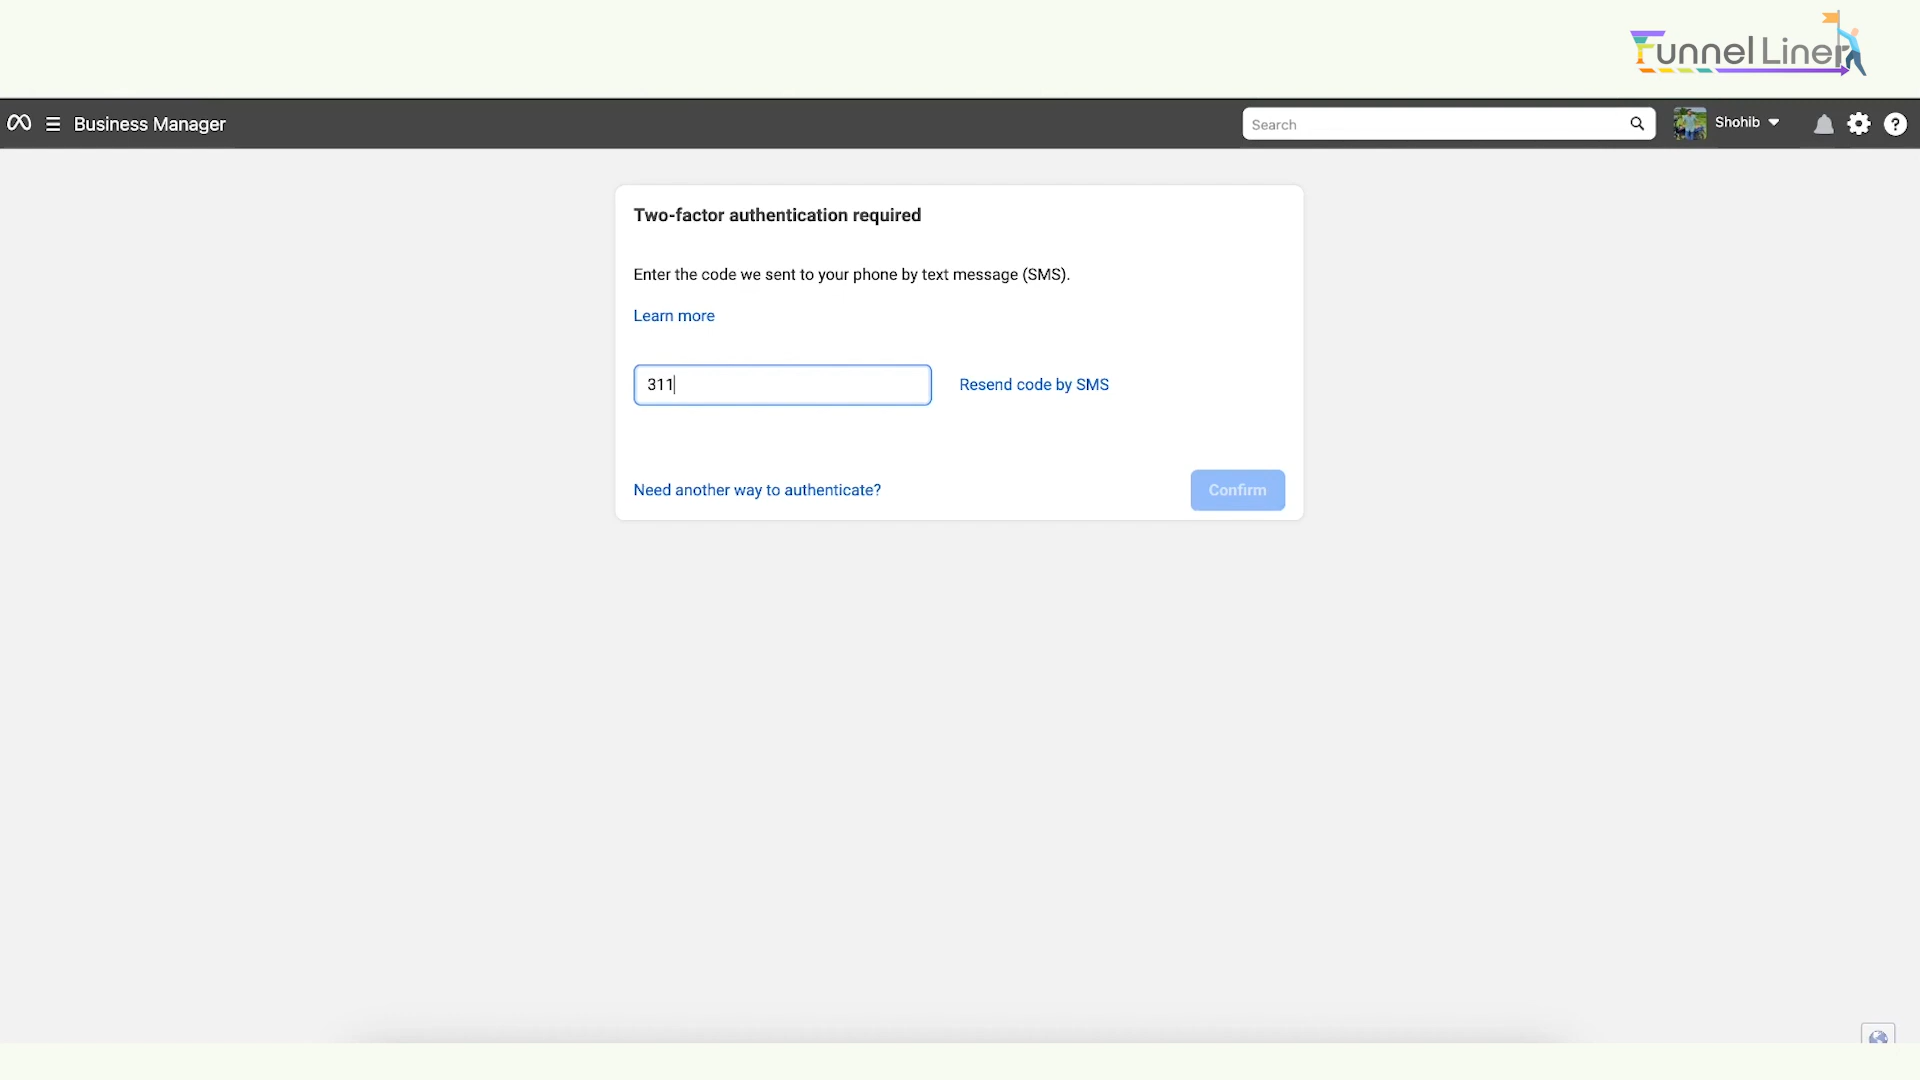 Funnel Liner
Business Manager
Search
Shohib
?
Two-factor authentication required
Enter the code we sent to your phone by text message (SMS).
Learn more
311
Resend code by SMS
Need another way to authenticate?
Confirm